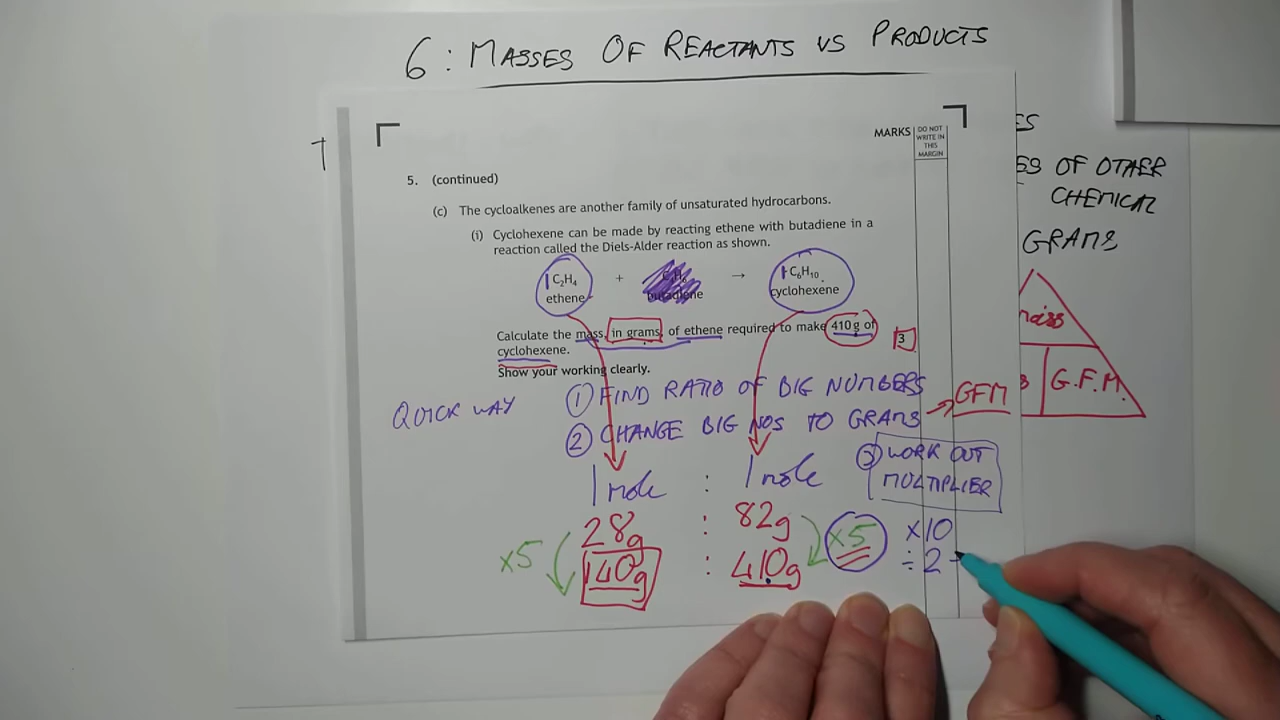 6: MASSES OF REACTANTS VS PRODUCTS
MARKS
DO NOT
WRITE IN
THIS
MARGIN
5. (continued)
(c) The cycloalkenes are another family of unsaturated hydrocarbons.
(i) Cyclohexene can be made by reacting ethene with butadiene in a
reaction called the Diels-Alder reaction as shown.
1 C₂H₄ + → 1 C₆H₁₀
ethene butadiene cyclohexene
Calculate the mass, in grams, of ethene required to make 410 g of
cyclohexene.
3
Show your working clearly.
QUICK WAY
① FIND RATIO OF BIG NUMBERS
② CHANGE BIG NOS TO GRAMS → GFM
③ WORK OUT
MULTIPLIER
1 mole : 1 mole
28g : 82g
×5 ×5
140g : 410g
×10
÷2
OF OTHER
CHEMICAL
GRAMS
mass
G.F.M.